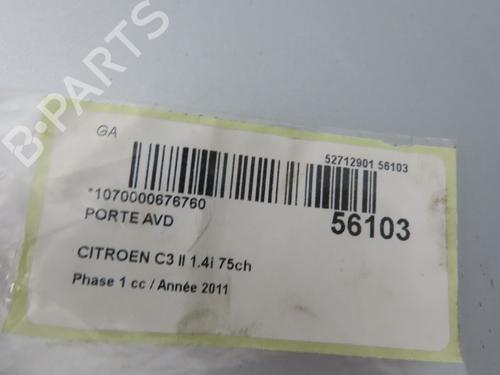 B-PARTS
GA
52712901 56103
*1070000676760
PORTE AVD
56103
CITROEN C3 II 1.4i 75ch
Phase 1 cc / Année 2011